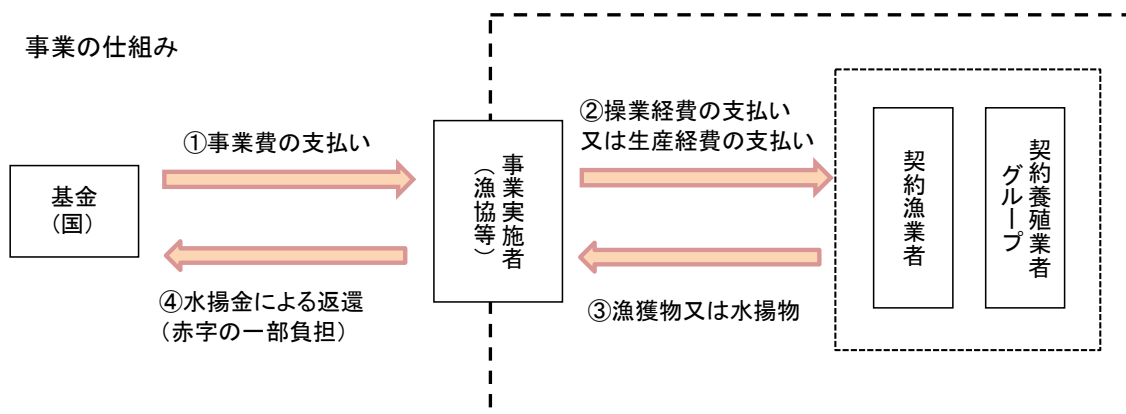 事業の仕組み
①事業費の支払い
②操業経費の支払い
又は生産経費の支払い
基金
（国）
事業実施者
（漁協等）
契約漁業者
契約養殖業者
グループ
④水揚金による返還
（赤字の一部負担）
③漁獲物又は水揚物